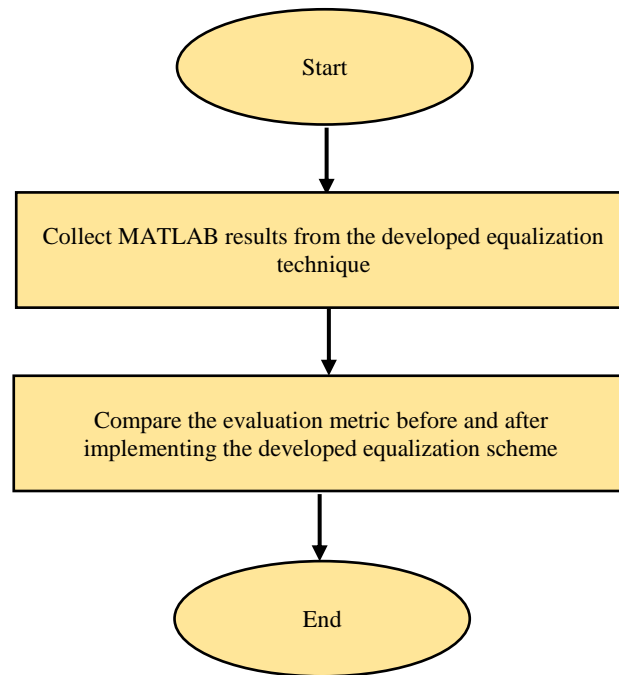 Start
Collect MATLAB results from the developed equalization
technique
Compare the evaluation metric before and after
implementing the developed equalization scheme
End